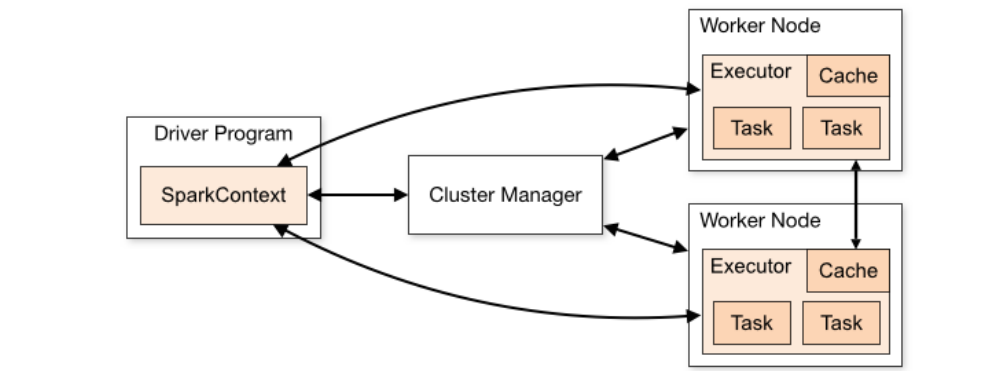 Driver Program
SparkContext
Cluster Manager
Worker Node
Executor
Cache
Task
Task
Worker Node
Executor
Cache
Task
Task